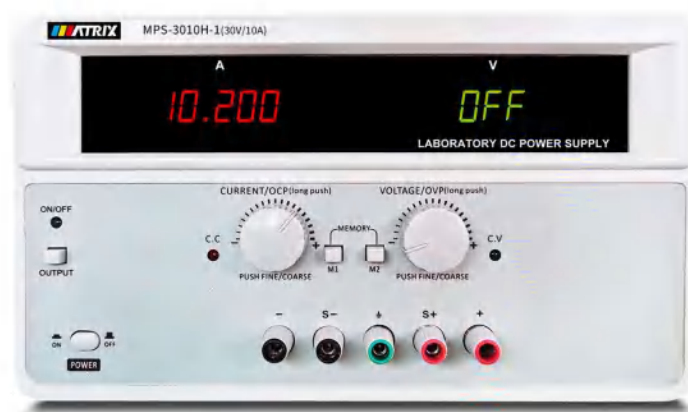 MATRIX MPS-3010H-1(30V/10A)
A V
10.200 OFF
LABORATORY DC POWER SUPPLY
CURRENT/OCP(long push) VOLTAGE/OVP(long push)
ON/OFF
MEMORY
C.C - + - + C.V
OUTPUT
M1 M2
PUSH FINE/COARSE PUSH FINE/COARSE
- S- S+ +
ON OFF
POWER